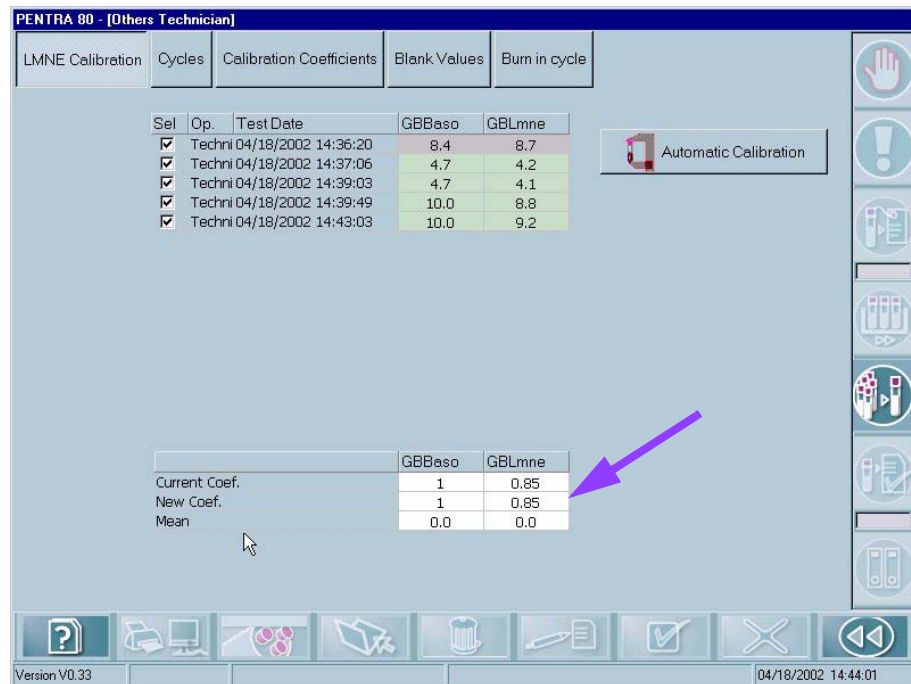 PENTRA 80 - [Others Technician]
LMNE Calibration Cycles Calibration Coefficients Blank Values Burn in cycle
Sel Op. Test Date GBBaso GBLmne
Techni 04/18/2002 14:36:20 8.4 8.7
Techni 04/18/2002 14:37:06 4.7 4.2
Techni 04/18/2002 14:39:03 4.7 4.1
Techni 04/18/2002 14:39:49 10.0 8.8
Techni 04/18/2002 14:43:03 10.0 9.2
Automatic Calibration
GBBaso GBLmne
Current Coef. 1 0.85
New Coef. 1 0.85
Mean 0.0 0.0
Version V0.33 04/18/2002 14:44:01